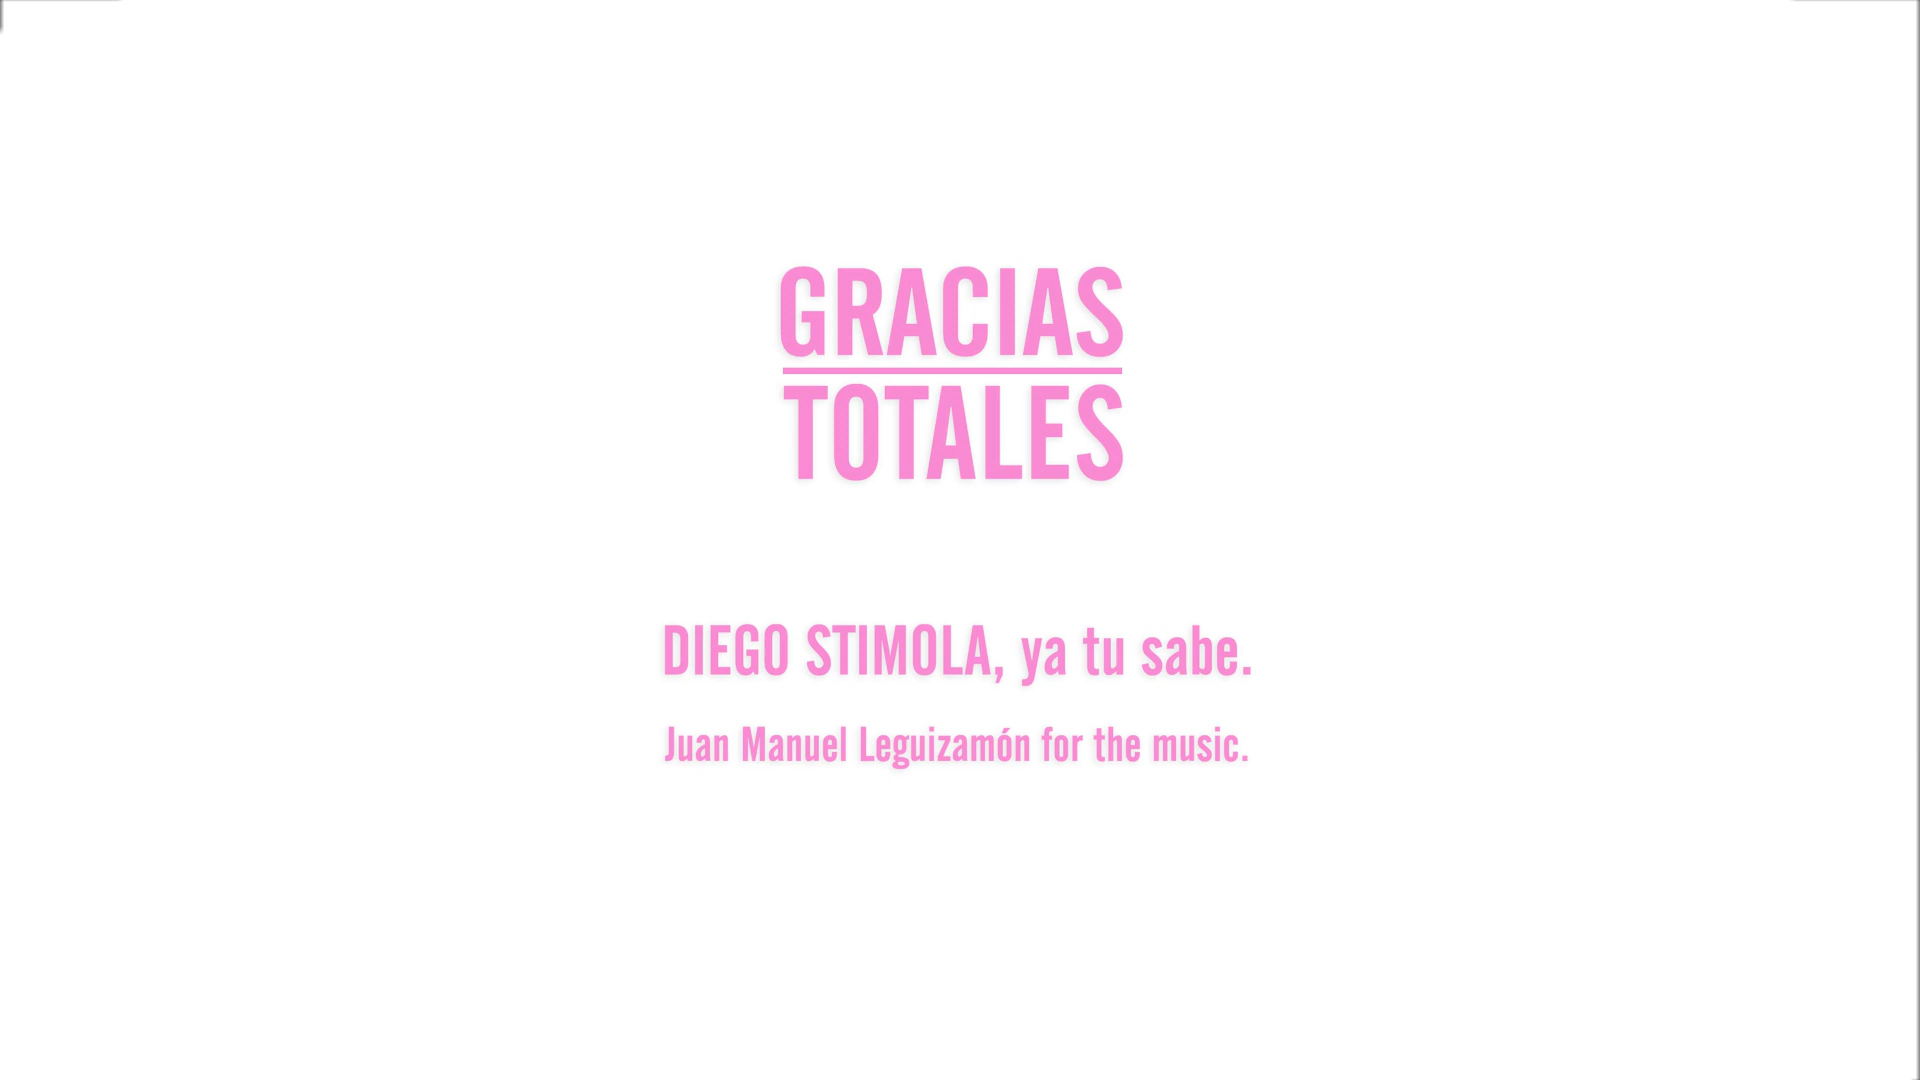 GRACIAS
TOTALES
DIEGO STIMOLA, ya tu sabe.
Juan Manuel Leguizamón for the music.